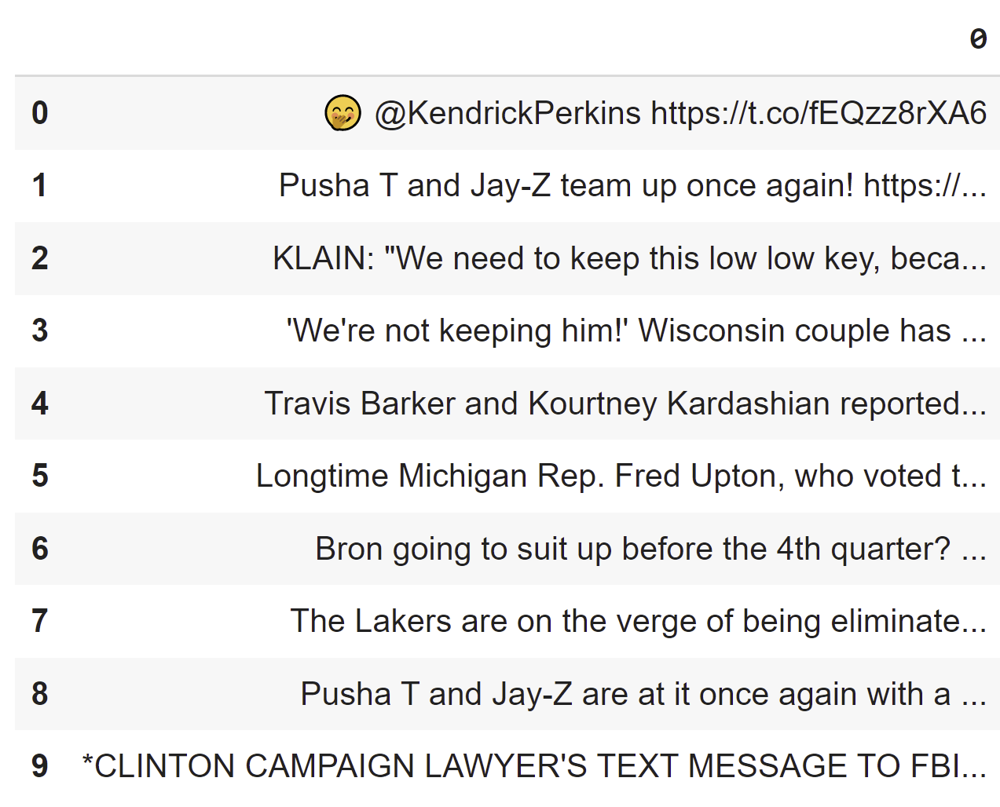 0
0 🤭 @KendrickPerkins https://t.co/fEQzz8rXA6
1 Pusha T and Jay-Z team up once again! https://...
2 KLAIN: "We need to keep this low low key, beca...
3 'We're not keeping him!' Wisconsin couple has ...
4 Travis Barker and Kourtney Kardashian reported...
5 Longtime Michigan Rep. Fred Upton, who voted t...
6 Bron going to suit up before the 4th quarter? ...
7 The Lakers are on the verge of being eliminate...
8 Pusha T and Jay-Z are at it once again with a ...
9 *CLINTON CAMPAIGN LAWYER'S TEXT MESSAGE TO FBI...